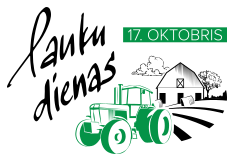 lauku
dienas
17. OKTOBRIS